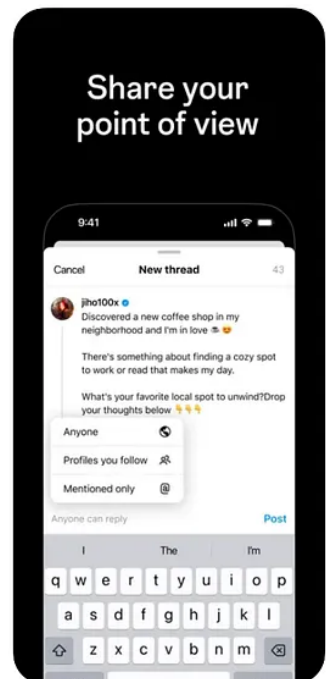 Share your
point of view
9:41
Cancel New thread 43
jiho100x
Discovered a new coffee shop in my
neighborhood and I'm in love ☕ 😍
There's something about finding a cozy spot
to work or read that makes my day.
What's your favorite local spot to unwind?Drop
your thoughts below 👇👇👇
Anyone
Profiles you follow
Mentioned only
Anyone can reply Post
I The I'm
q w e r t y u i o p
a s d f g h j k l
z x c v b n m